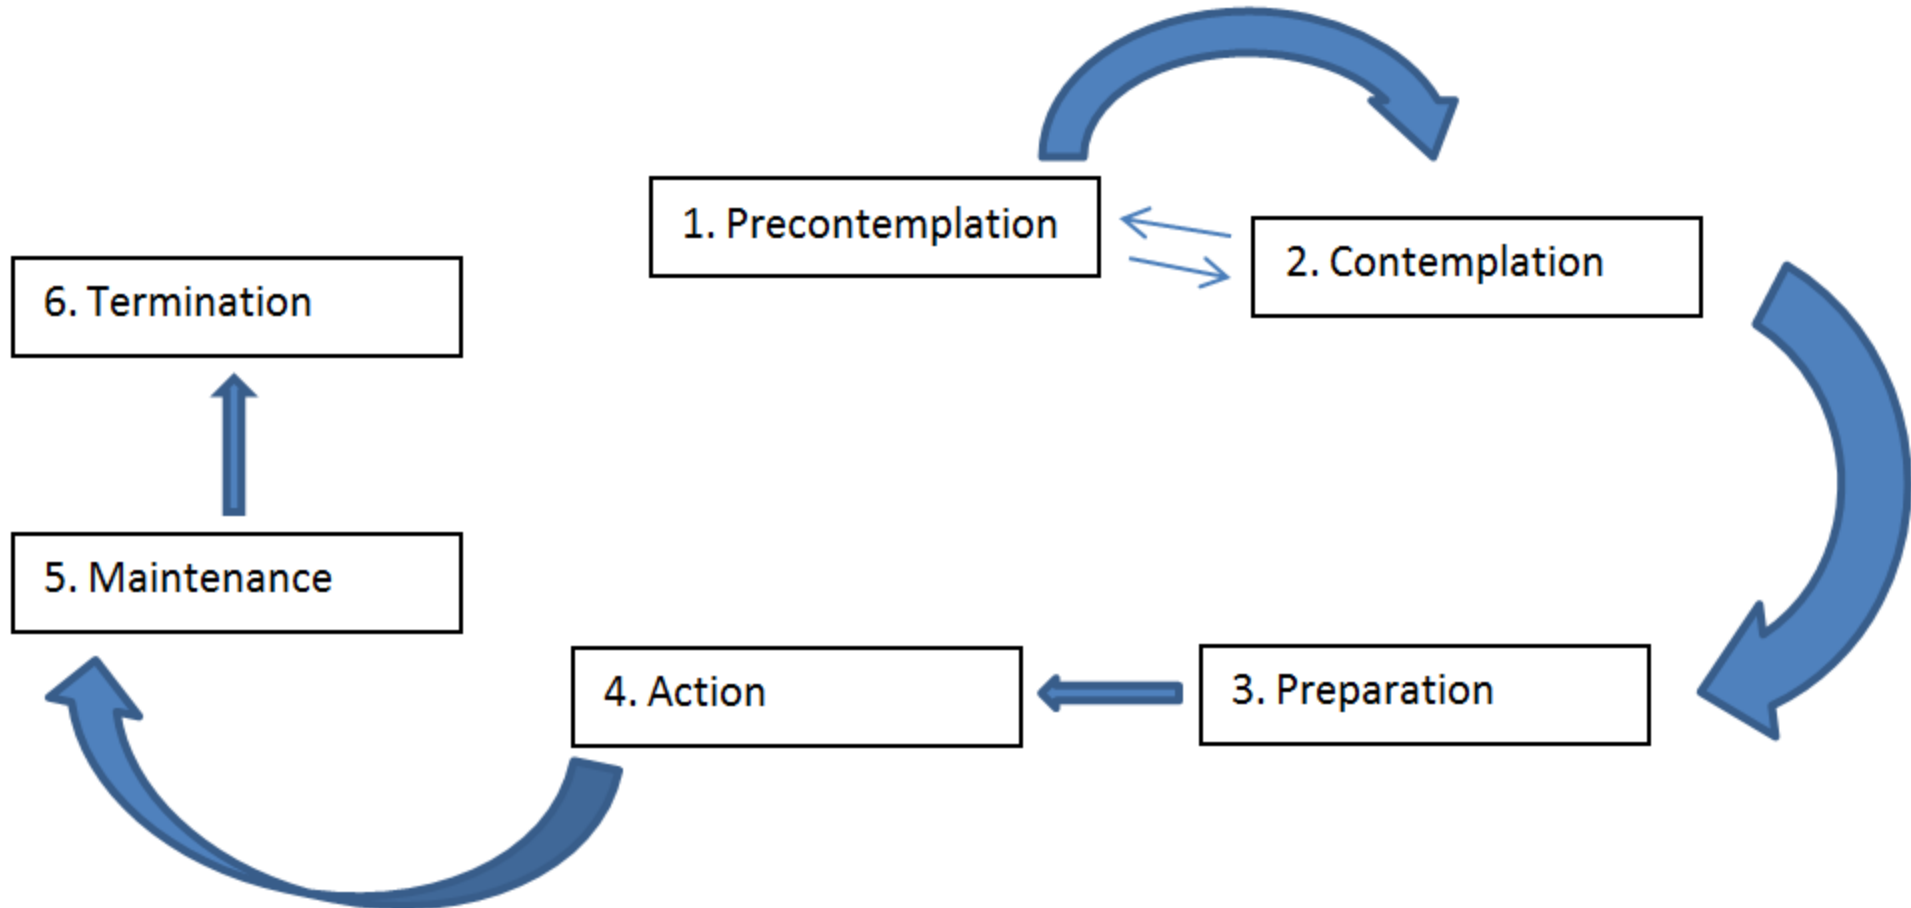 1. Precontemplation
2. Contemplation
3. Preparation
4. Action
5. Maintenance
6. Termination